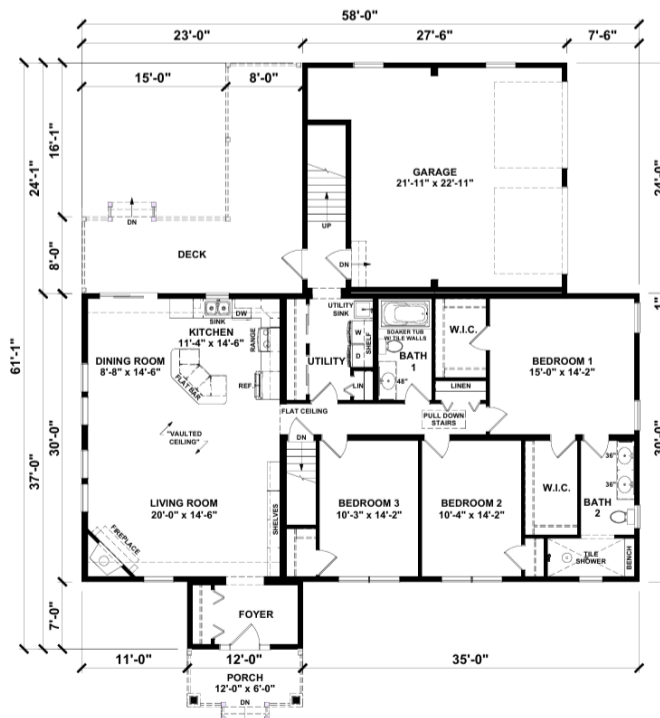 58'-0"
23'-0"
27'-6"
7'-6"
15'-0"
8'-0"
16'-1"
24'-1"
8'-0"
61'-1"
37'-0"
30'-0"
7'-0"
24'-0"
1"
GARAGE
21'-11" x 22'-11"
UP
DN
DN
DECK
SINK
DW
KITCHEN
11'-4" x 14'-6"
RANGE
DINING ROOM
8'-8" x 14'-6"
FLAT BAR
REF.
"VAULTED
CEILING"
UTILITY
SINK
W
D
SHELF
UTILITY
LIN
SOAKER TUB
W/ TILE WALLS
BATH
1
48"
W.I.C.
LINEN
BEDROOM 1
15'-0" x 14'-2"
FLAT CEILING
PULL DOWN
STAIRS
DN
LIVING ROOM
20'-0" x 14'-6"
SHELVES
FIREPLACE
BEDROOM 3
10'-3" x 14'-2"
BEDROOM 2
10'-4" x 14'-2"
W.I.C.
36"
36"
BATH
2
TILE
SHOWER
BENCH
FOYER
11'-0"
12'-0"
35'-0"
PORCH
12'-0" x 6'-0"
DN